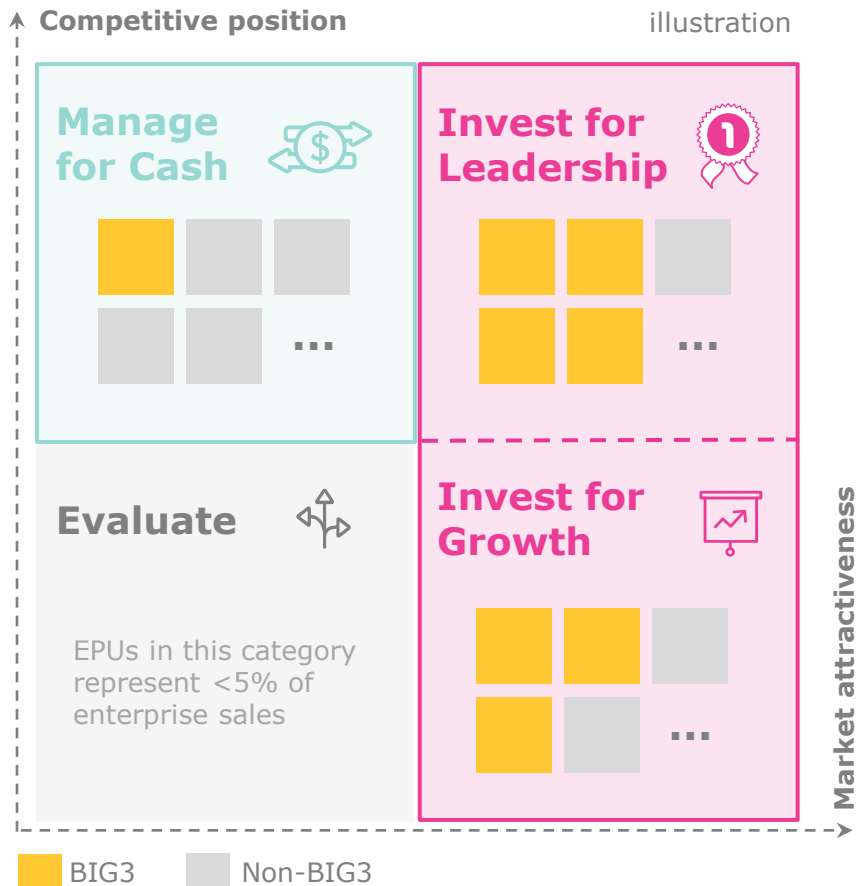 Competitive position
illustration
Manage
for Cash
$
Invest for
Leadership
1
...
...
Evaluate
EPUs in this category
represent <5% of
enterprise sales
Invest for
Growth
...
Market attractiveness
BIG3
Non-BIG3